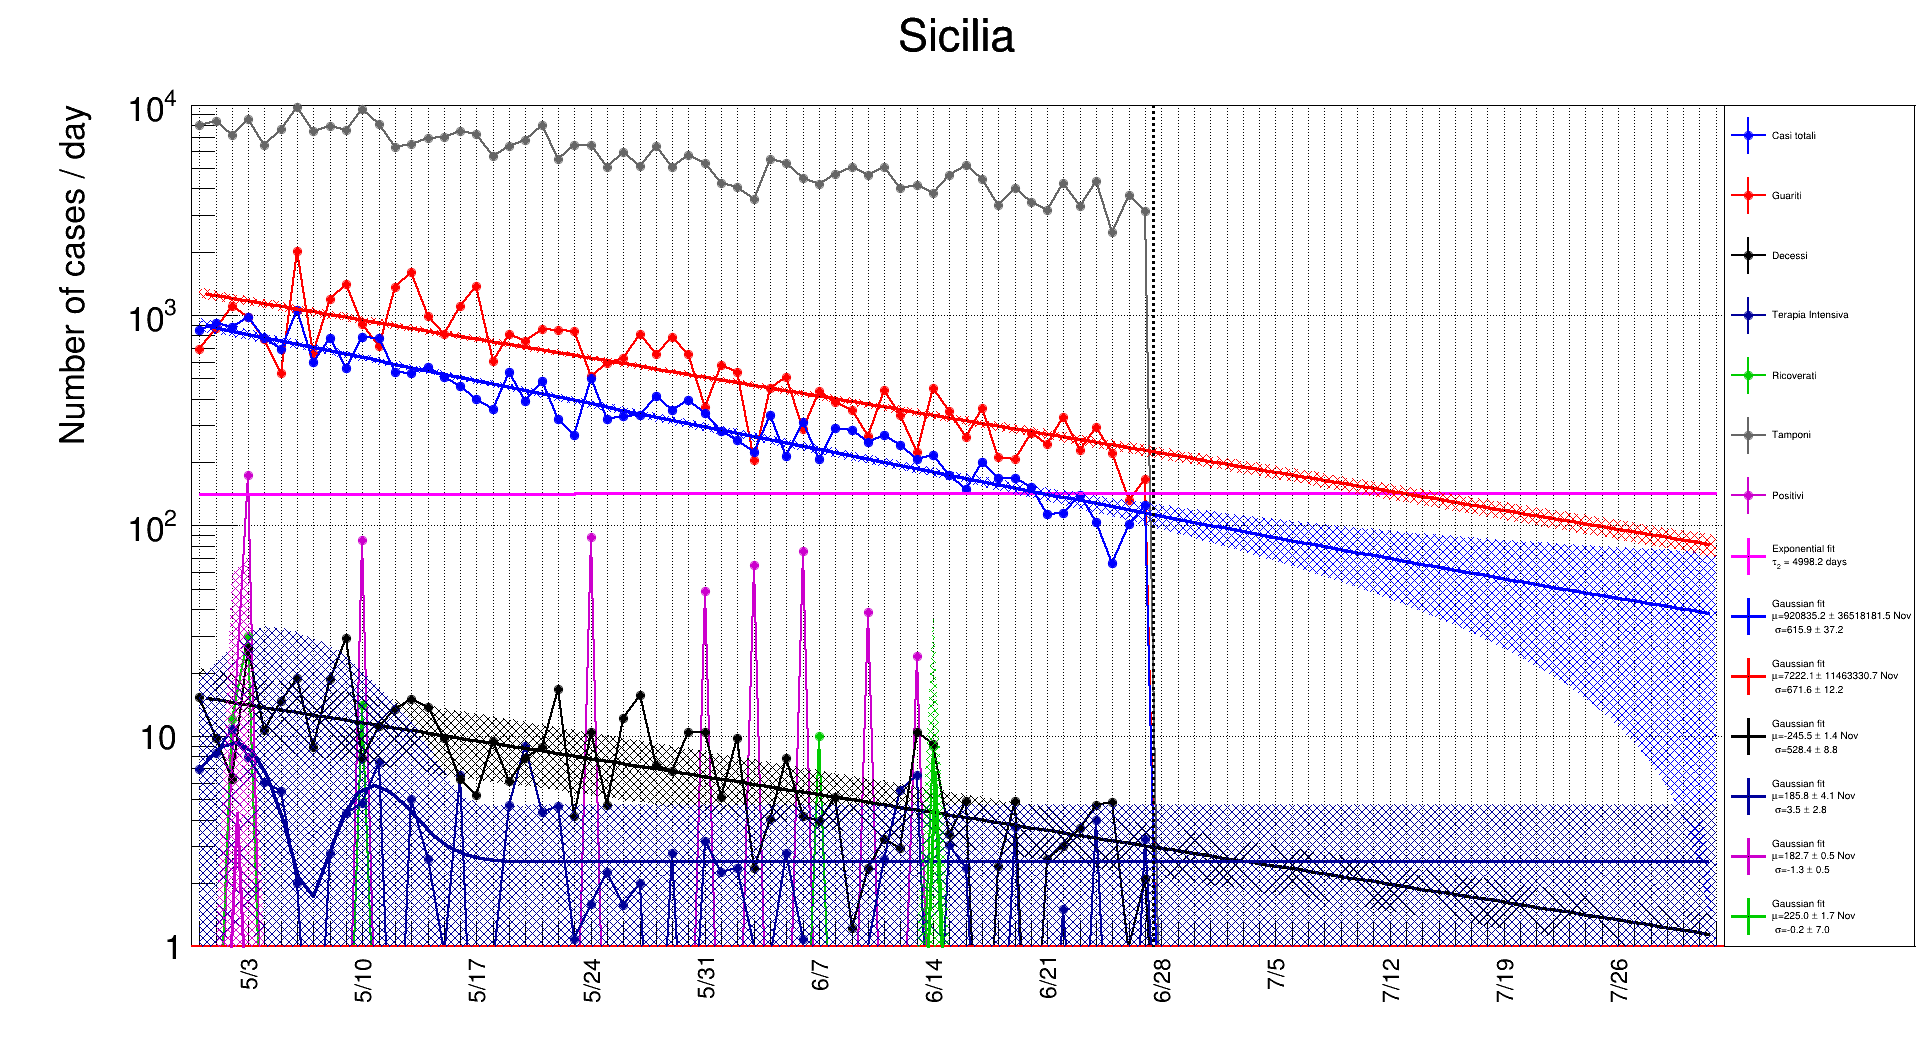 Sicilia
Number of cases / day
10^4
10^3
10^2
10
1
5/3
5/10
5/17
5/24
5/31
6/7
6/14
6/21
6/28
7/5
7/12
7/19
7/26
Casi totali
Guariti
Decessi
Terapia Intensiva
Ricoverati
Tamponi
Positivi
Exponential fit
τ_2 = 4998.2 days
Gaussian fit
μ=920835.2 ± 36518181.5 Nov
σ=615.9 ± 37.2
Gaussian fit
μ=7222.1 ± 11463330.7 Nov
σ=671.6 ± 12.2
Gaussian fit
μ=-245.5 ± 1.4 Nov
σ=528.4 ± 8.8
Gaussian fit
μ=185.8 ± 4.1 Nov
σ=3.5 ± 2.8
Gaussian fit
μ=182.7 ± 0.5 Nov
σ=-1.3 ± 0.5
Gaussian fit
μ=225.0 ± 1.7 Nov
σ=-0.2 ± 7.0